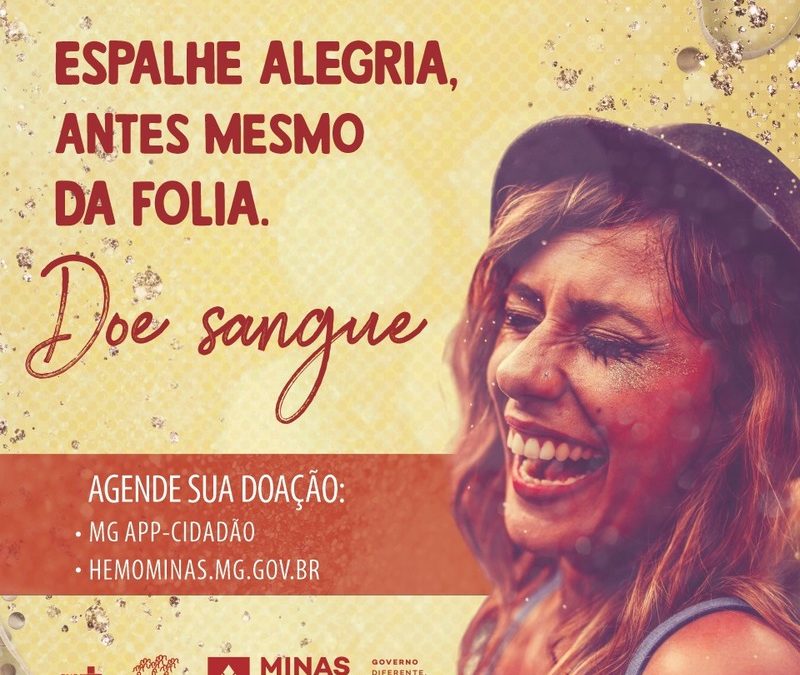 ESPALHE ALEGRIA,
ANTES MESMO
DA FOLIA.
Doe sangue
AGENDE SUA DOAÇÃO:
• MG APP-CIDADÃO
• HEMOMINAS.MG.GOV.BR
MINAS
GOVERNO
DIFERENTE.